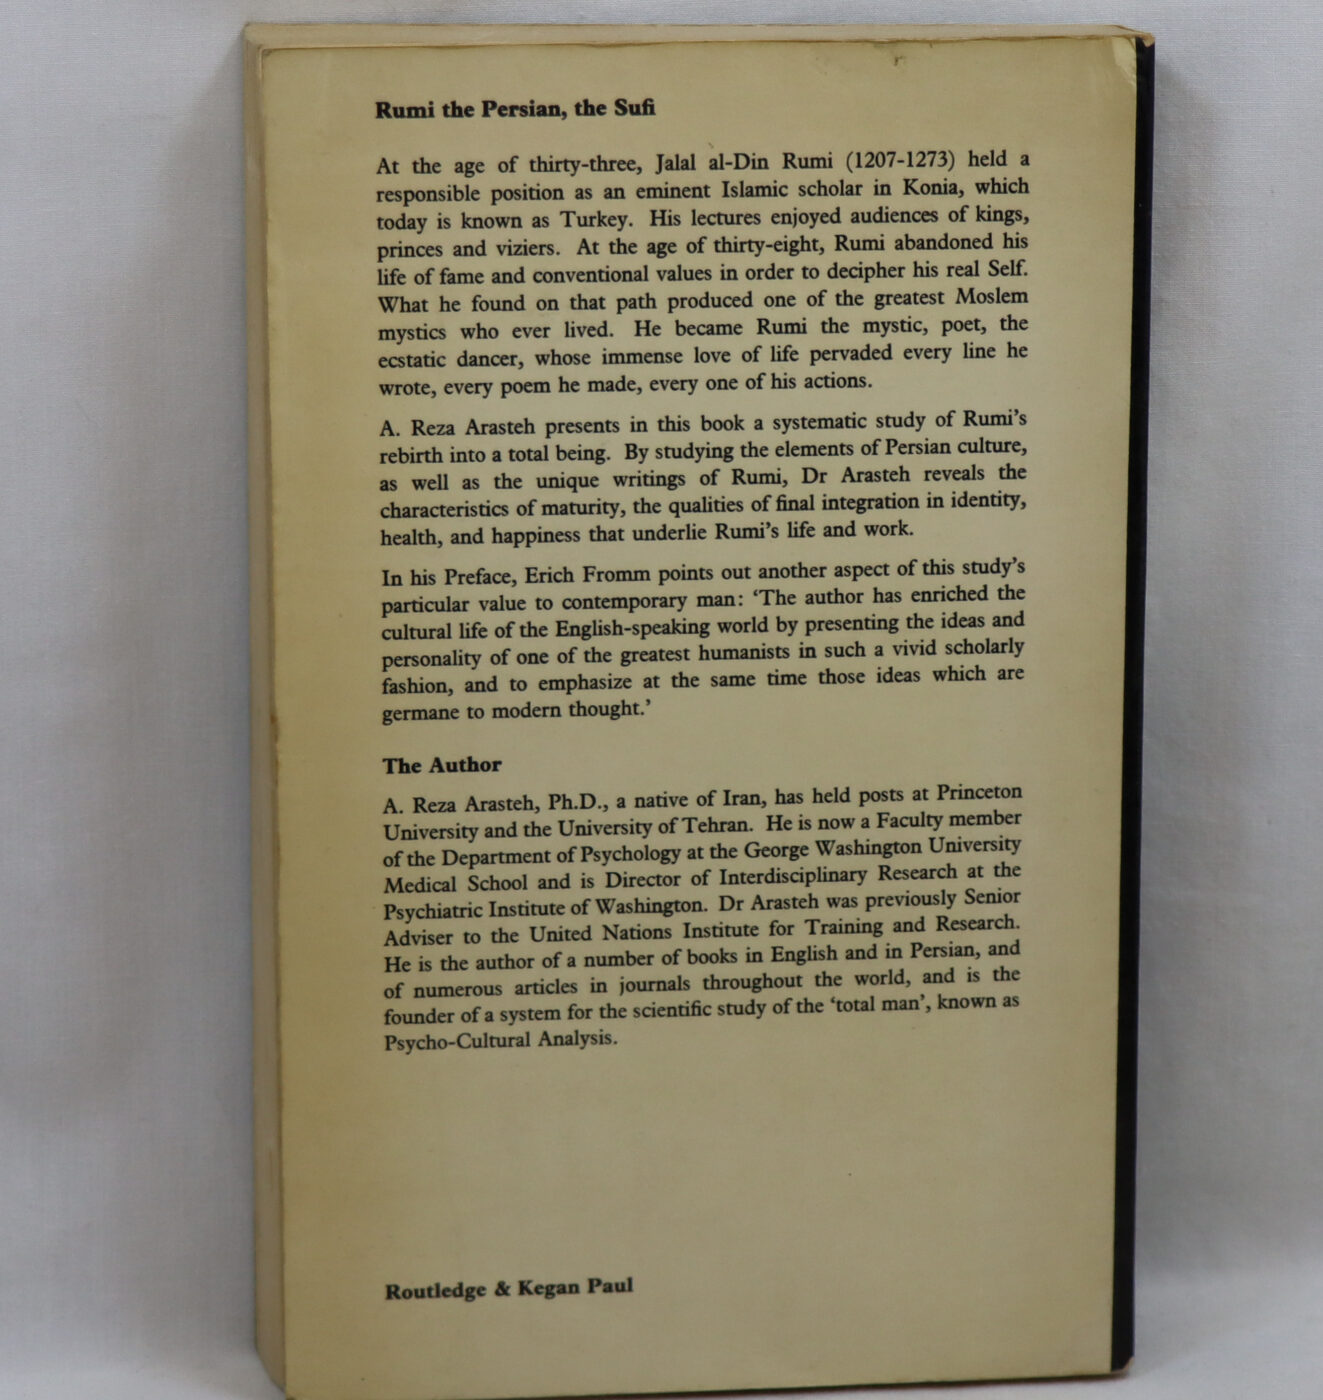 Rumi the Persian, the Sufi
At the age of thirty-three, Jalal al-Din Rumi (1207-1273) held a
responsible position as an eminent Islamic scholar in Konia, which
today is known as Turkey. His lectures enjoyed audiences of kings,
princes and viziers. At the age of thirty-eight, Rumi abandoned his
life of fame and conventional values in order to decipher his real Self.
What he found on that path produced one of the greatest Moslem
mystics who ever lived. He became Rumi the mystic, poet, the
ecstatic dancer, whose immense love of life pervaded every line he
wrote, every poem he made, every one of his actions.
A. Reza Arasteh presents in this book a systematic study of Rumi's
rebirth into a total being. By studying the elements of Persian culture,
as well as the unique writings of Rumi, Dr Arasteh reveals the
characteristics of maturity, the qualities of final integration in identity,
health, and happiness that underlie Rumi's life and work.
In his Preface, Erich Fromm points out another aspect of this study's
particular value to contemporary man: 'The author has enriched the
cultural life of the English-speaking world by presenting the ideas and
personality of one of the greatest humanists in such a vivid scholarly
fashion, and to emphasize at the same time those ideas which are
germane to modern thought.'
The Author
A. Reza Arasteh, Ph.D., a native of Iran, has held posts at Princeton
University and the University of Tehran. He is now a Faculty member
of the Department of Psychology at the George Washington University
Medical School and is Director of Interdisciplinary Research at the
Psychiatric Institute of Washington. Dr Arasteh was previously Senior
Adviser to the United Nations Institute for Training and Research.
He is the author of a number of books in English and in Persian, and
of numerous articles in journals throughout the world, and is the
founder of a system for the scientific study of the 'total man', known as
Psycho-Cultural Analysis.
Routledge & Kegan Paul